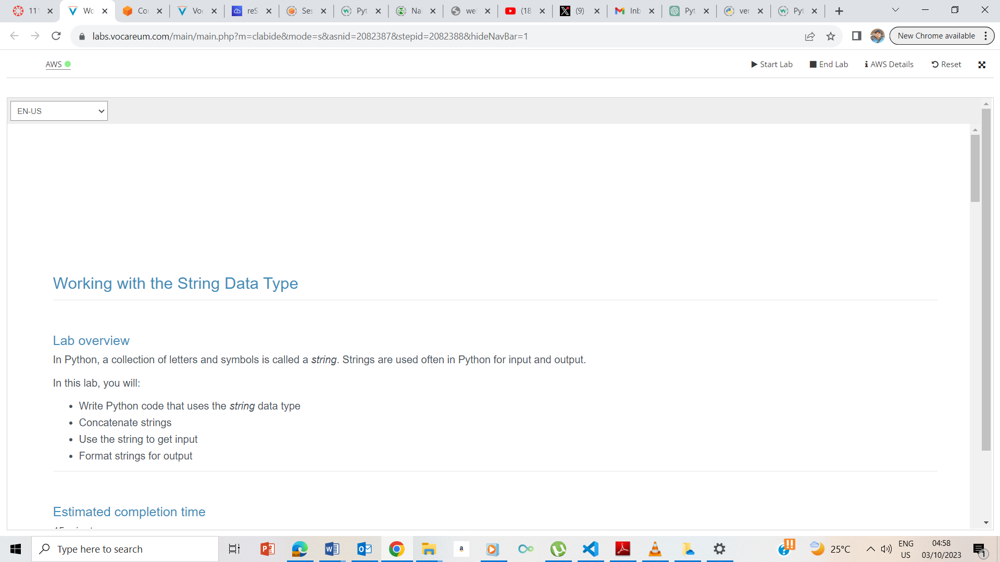 11
Wo
Co
Voc
reS
Ses
Pyt
Na
wel
(18
(9)
Inb
Pyt
ver
Pyt
labs.vocareum.com/main/main.php?m=clabide&mode=s&asnid=2082387&stepid=2082388&hideNavBar=1
New Chrome available
AWS
Start Lab
End Lab
AWS Details
Reset
EN-US
Working with the String Data Type
Lab overview
In Python, a collection of letters and symbols is called a string. Strings are used often in Python for input and output.
In this lab, you will:
• Write Python code that uses the string data type
• Concatenate strings
• Use the string to get input
• Format strings for output
Estimated completion time
Type here to search
25°C
ENG
US
04:58
03/10/2023
1